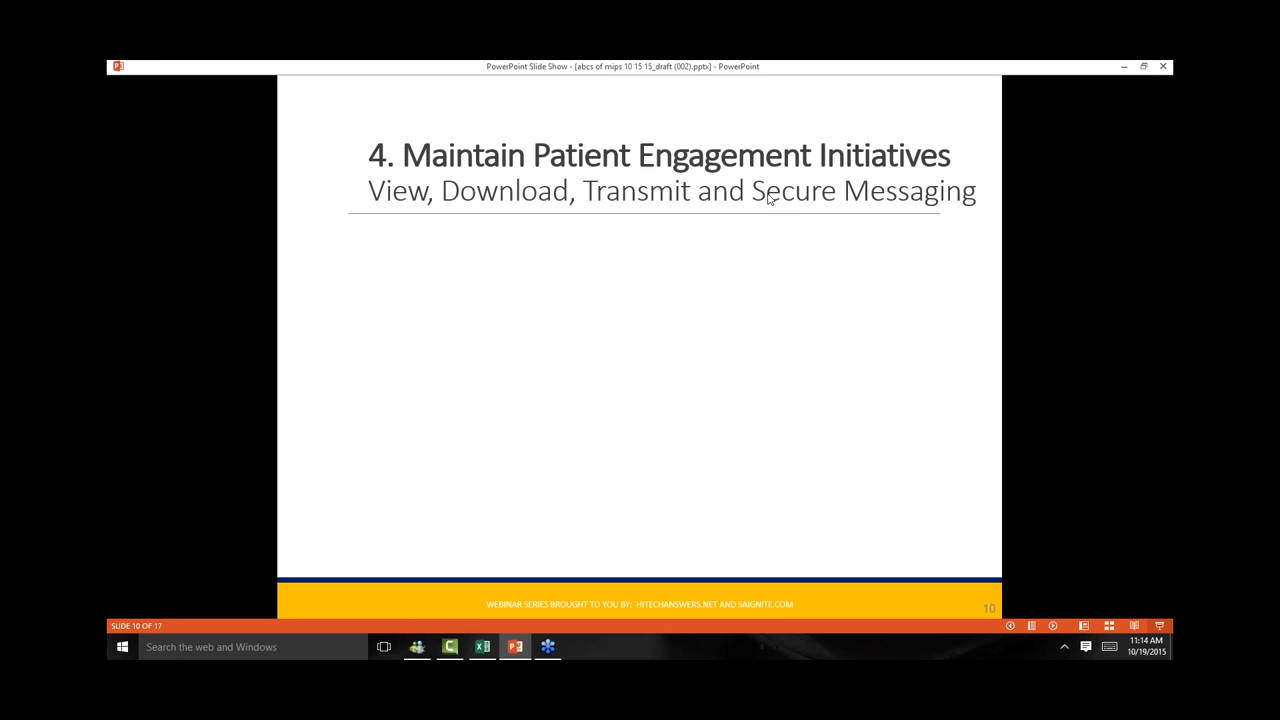 PowerPoint Slide Show - [abcs of mips 10 15 15_draft (002).pptx] - PowerPoint
4. Maintain Patient Engagement Initiatives
View, Download, Transmit and Secure Messaging
WEBINAR SERIES BROUGHT TO YOU BY: HITECHANSWERS.NET AND SAIGNITE.COM
10
SLIDE 10 OF 17
Search the web and Windows
11:14 AM
10/19/2015